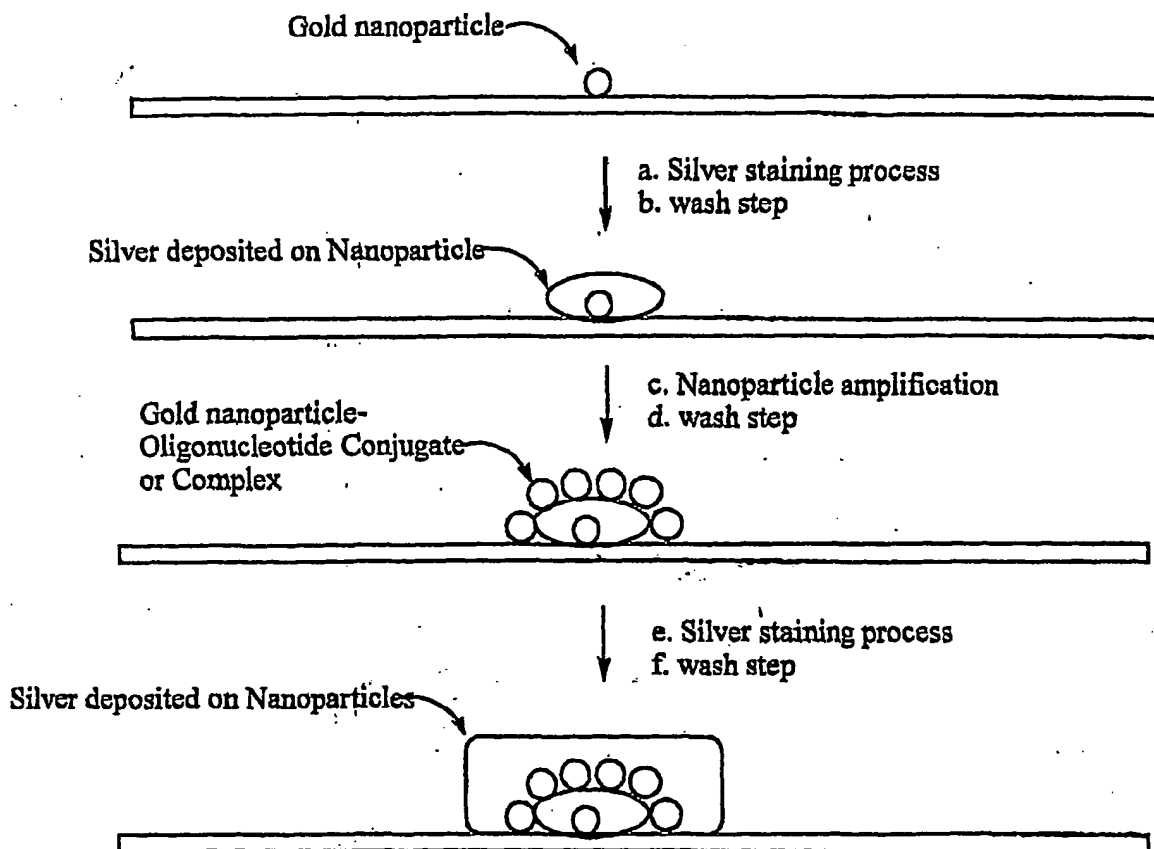 Gold nanoparticle
a. Silver staining process
b. wash step
Silver deposited on Nanoparticle
c. Nanoparticle amplification
d. wash step
Gold nanoparticle-
Oligonucleotide Conjugate
or Complex
e. Silver staining process
f. wash step
Silver deposited on Nanoparticles